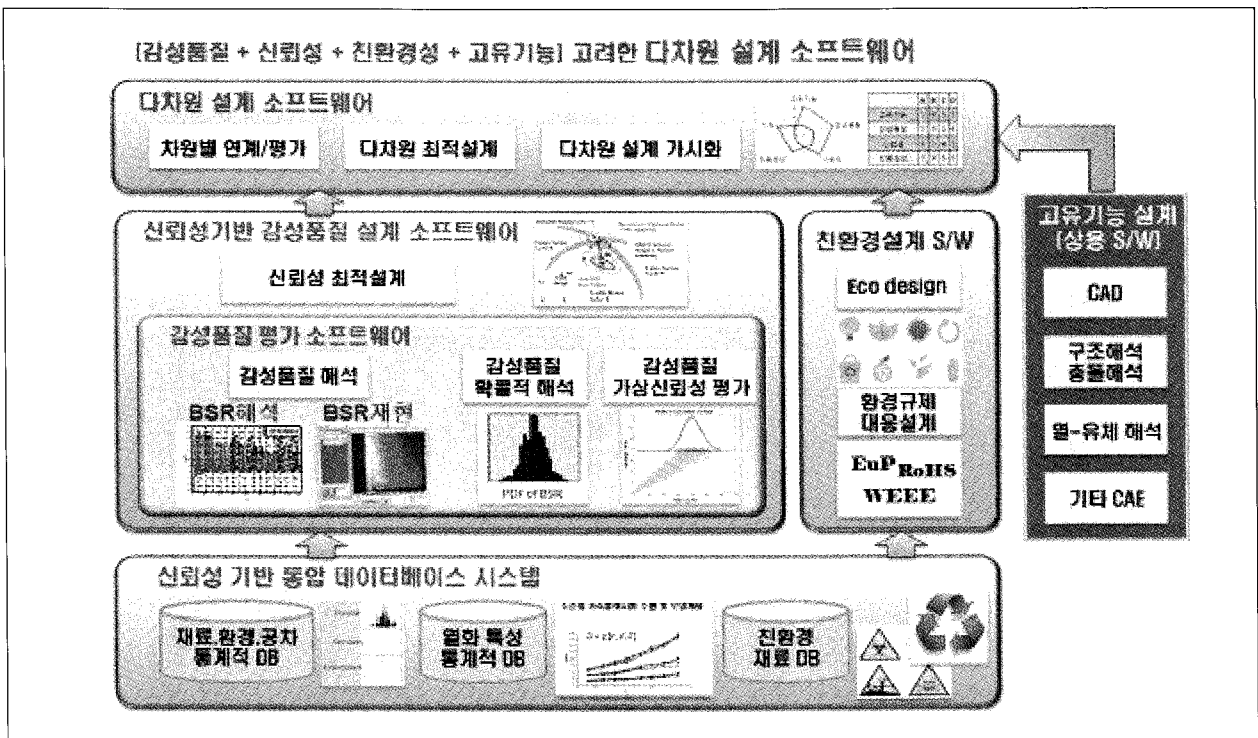 [감성품질 + 신뢰성 + 친환경성 + 고유기능] 고려한 다차원 설계 소프트웨어
다차원 설계 소프트웨어
차원별 연계/평가
다차원 최적설계
다차원 설계 가시화
신뢰성기반 감성품질 설계 소프트웨어
신뢰성 최적설계
감성품질 평가 소프트웨어
감성품질 해석
BSR해석
BSR재현
감성품질
확률적 해석
PDF of BSR
감성품질
가상신뢰성 평가
친환경설계 S/W
Eco design
환경규제
대응설계
EuP RoHS
WEEE
고유기능 설계
(상용 S/W)
CAD
구조해석
충돌해석
열-유체 해석
기타 CAE
신뢰성 기반 통합 데이터베이스 시스템
재료.환경.공차
통계적 DB
열화 특성
통계적 DB
친환경
재료 DB